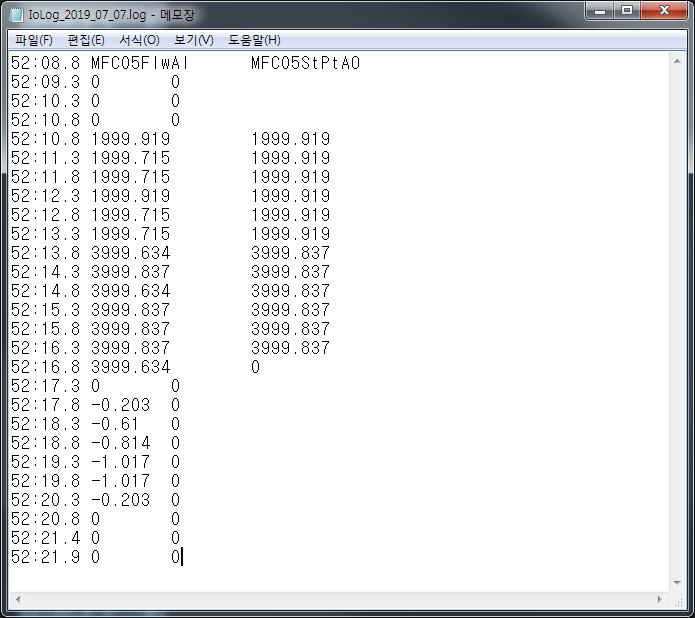 IoLog_2019_07_07.log - 메모장
파일(F) 편집(E) 서식(O) 보기(V) 도움말(H)
52:08.8 MFC05FlwAI MFC05StPtAO
52:09.3 0 0
52:10.3 0 0
52:10.8 0 0
52:10.8 1999.919 1999.919
52:11.3 1999.715 1999.919
52:11.8 1999.715 1999.919
52:12.3 1999.919 1999.919
52:12.8 1999.715 1999.919
52:13.3 1999.715 1999.919
52:13.8 3999.634 3999.837
52:14.3 3999.837 3999.837
52:14.8 3999.634 3999.837
52:15.3 3999.837 3999.837
52:15.8 3999.837 3999.837
52:16.3 3999.837 3999.837
52:16.8 3999.634 0
52:17.3 0 0
52:17.8 -0.203 0
52:18.3 -0.61 0
52:18.8 -0.814 0
52:19.3 -1.017 0
52:19.8 -1.017 0
52:20.3 -0.203 0
52:20.8 0 0
52:21.4 0 0
52:21.9 0 0